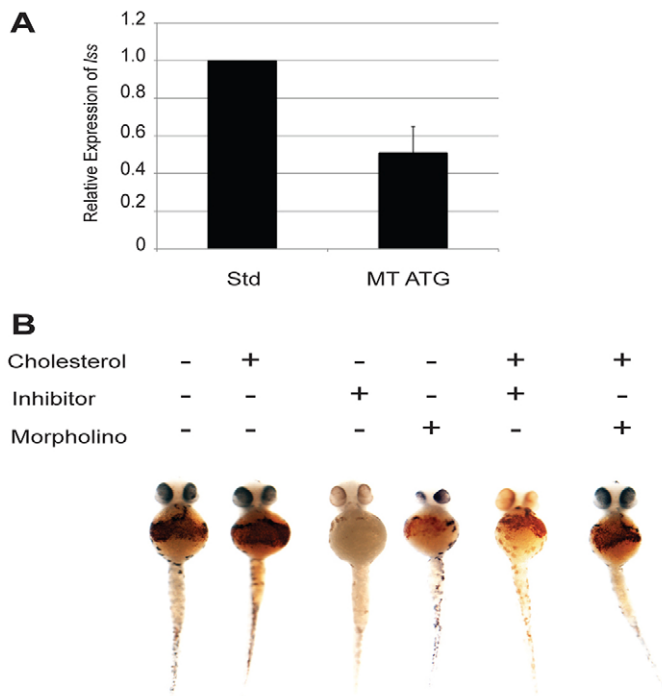 A
Relative Expression of lss
1.2
1.0
0.8
0.6
0.4
0.2
0
Std MT ATG
B
Cholesterol - + - - + +
Inhibitor - - + - + -
Morpholino - - - + - +